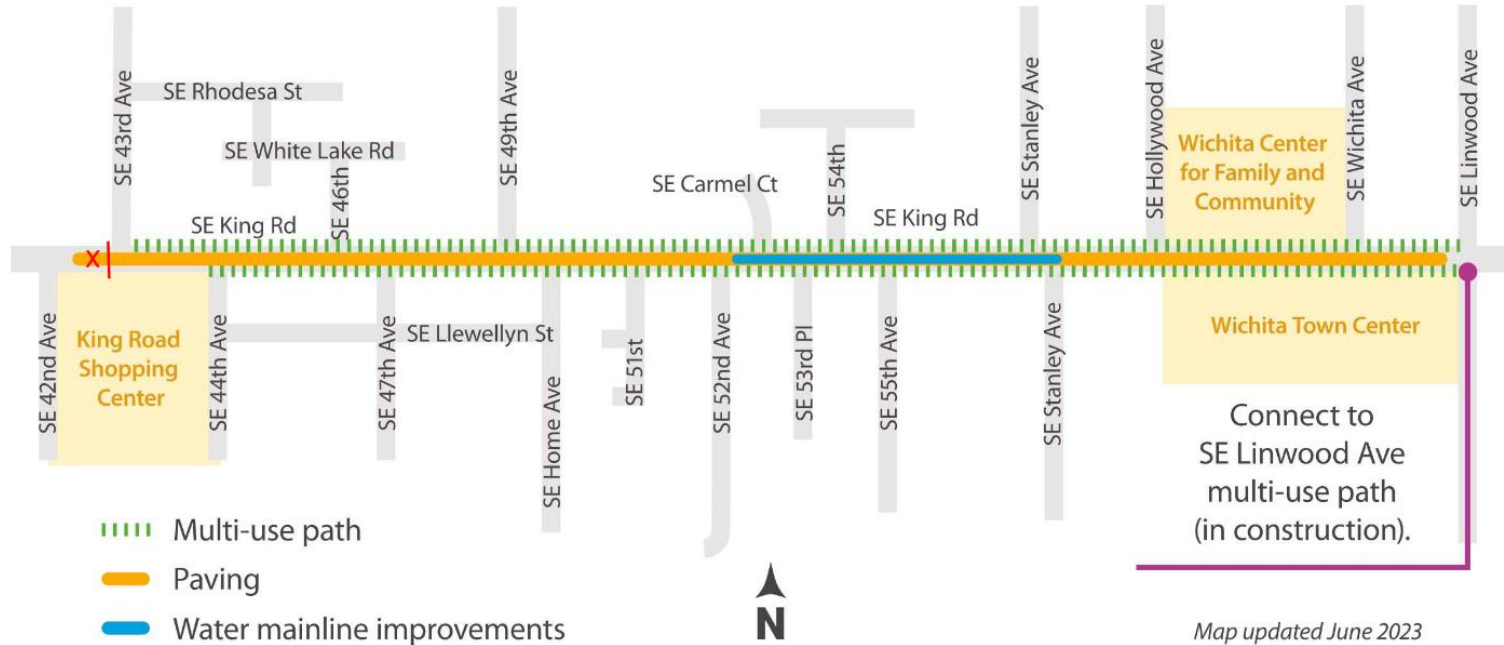 SE 43rd Ave
SE Rhodesa St
SE White Lake Rd
SE 46th
SE 49th Ave
SE King Rd
SE Carmel Ct
SE 54th
SE King Rd
SE Stanley Ave
SE Hollywood Ave
Wichita Center
for Family and
Community
SE Wichita Ave
SE Linwood Ave
X
SE 42nd Ave
King Road
Shopping
Center
SE 44th Ave
SE Llewellyn St
SE 47th Ave
SE Home Ave
SE 51st
SE 52nd Ave
SE 53rd Pl
SE 55th Ave
SE Stanley Ave
Wichita Town Center
Connect to
SE Linwood Ave
multi-use path
(in construction).
Multi-use path
Paving
Water mainline improvements
N
Map updated June 2023